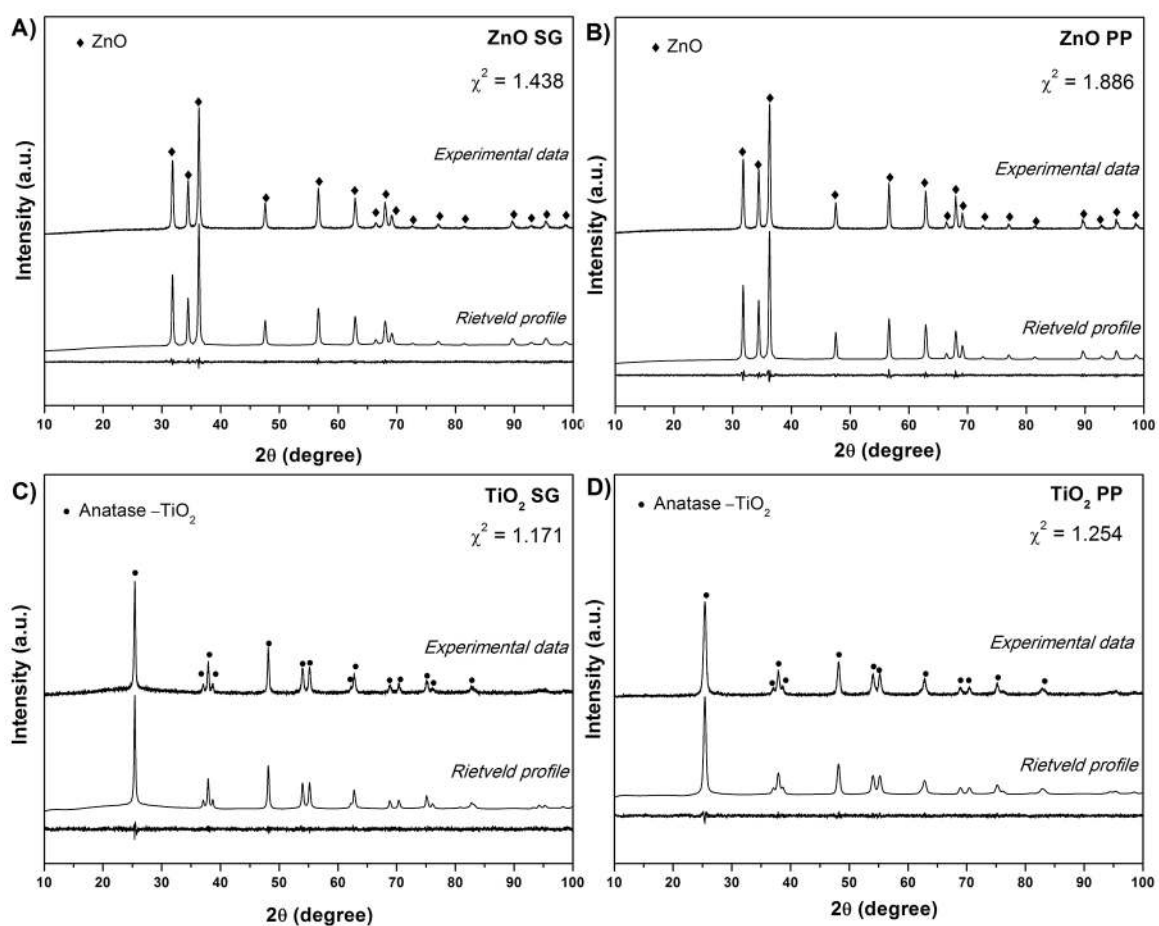 A)
◆ ZnO
ZnO SG
χ² = 1.438
Experimental data
Rietveld profile
Intensity (a.u.)
10 20 30 40 50 60 70 80 90 100
2θ (degree)
B)
◆ ZnO
ZnO PP
χ² = 1.886
Experimental data
Rietveld profile
Intensity (a.u.)
10 20 30 40 50 60 70 80 90 100
2θ (degree)
C)
• Anatase –TiO₂
TiO₂ SG
χ² = 1.171
Experimental data
Rietveld profile
Intensity (a.u.)
10 20 30 40 50 60 70 80 90 100
2θ (degree)
D)
• Anatase –TiO₂
TiO₂ PP
χ² = 1.254
Experimental data
Rietveld profile
Intensity (a.u.)
10 20 30 40 50 60 70 80 90 100
2θ (degree)